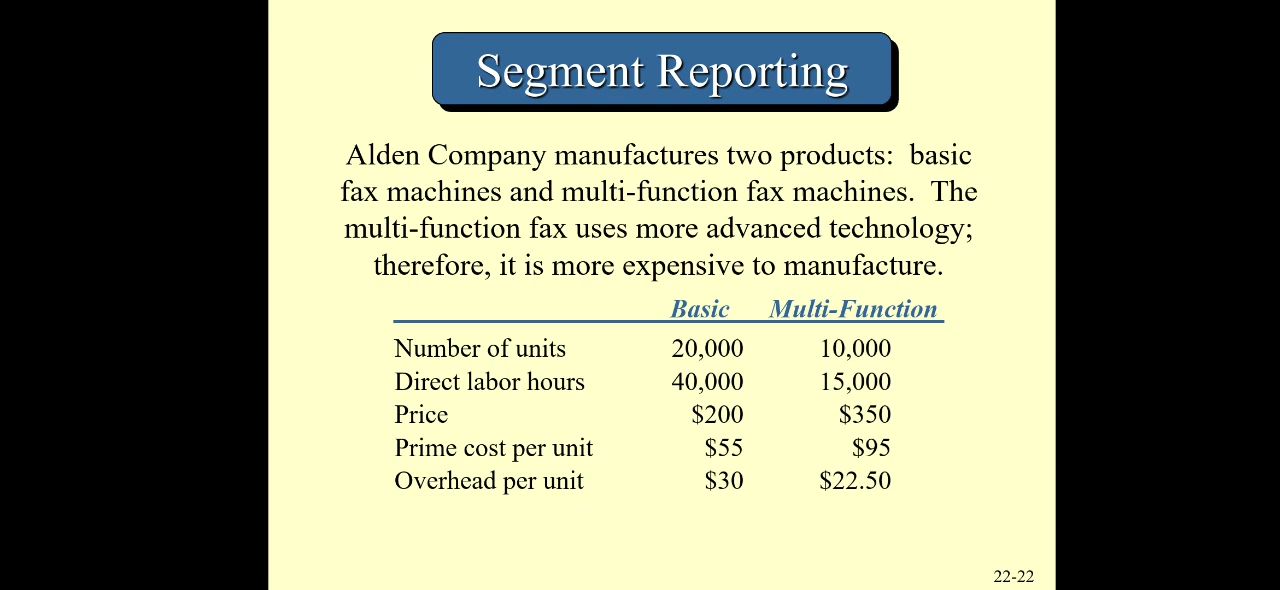 Segment Reporting
Alden Company manufactures two products:  basic
fax machines and multi-function fax machines.  The
multi-function fax uses more advanced technology;
therefore, it is more expensive to manufacture.
Basic Multi-Function
Number of units 20,000 10,000
Direct labor hours 40,000 15,000
Price $200 $350
Prime cost per unit $55 $95
Overhead per unit $30 $22.50
22-22